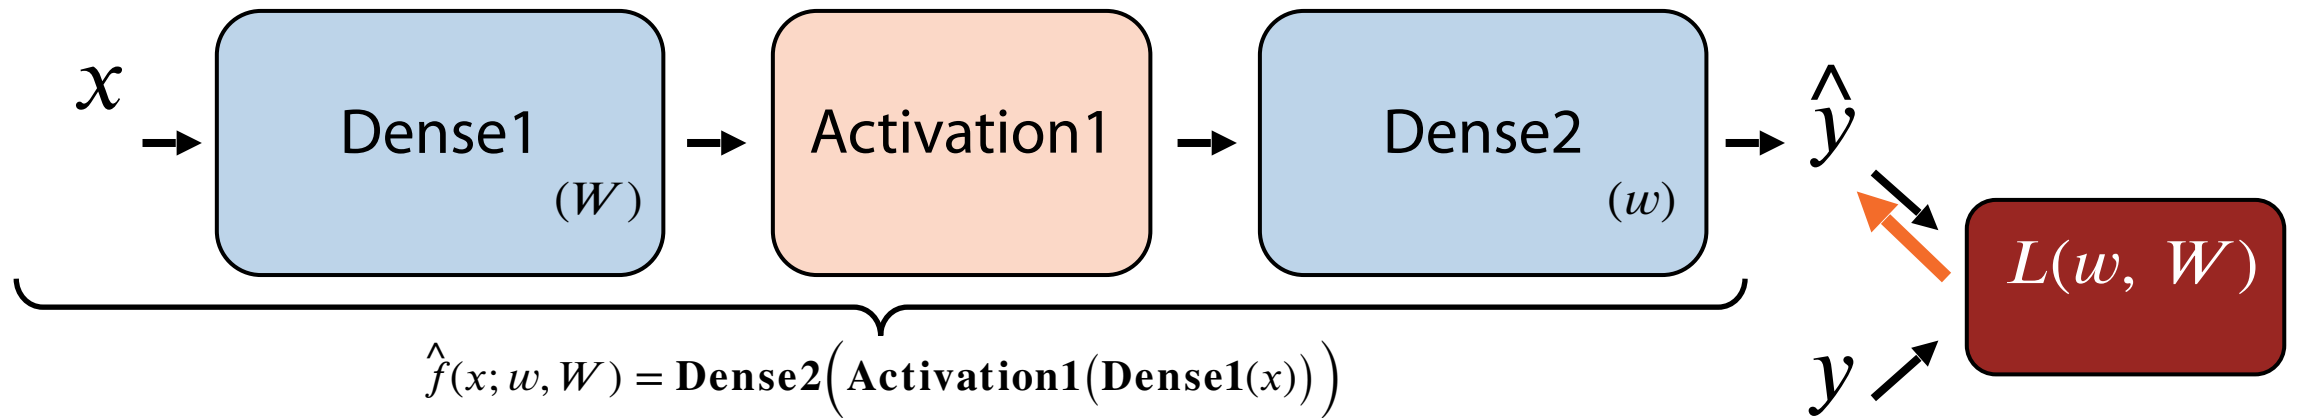 x
Dense1
(W)
Activation1
Dense2
(w)
ŷ
L(w, W)
y
f̂(x; w, W) = Dense2(Activation1(Dense1(x)))